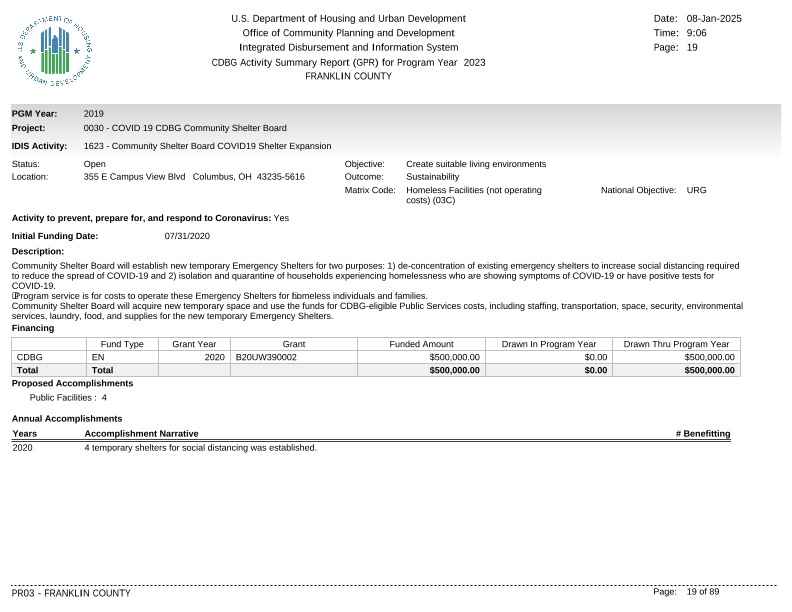 U.S. DEPARTMENT OF HOUSING AND URBAN DEVELOPMENT
U.S. Department of Housing and Urban Development
Office of Community Planning and Development
Integrated Disbursement and Information System
CDBG Activity Summary Report (GPR) for Program Year 2023
FRANKLIN COUNTY
Date: 08-Jan-2025
Time: 9:06
Page: 19
PGM Year: 2019
Project: 0030 - COVID 19 CDBG Community Shelter Board
IDIS Activity: 1623 - Community Shelter Board COVID19 Shelter Expansion
Status: Open Objective: Create suitable living environments
Location: 355 E Campus View Blvd Columbus, OH 43235-5616 Outcome: Sustainability
Matrix Code: Homeless Facilities (not operating National Objective: URG
costs) (03C)
Activity to prevent, prepare for, and respond to Coronavirus: Yes
Initial Funding Date: 07/31/2020
Description:
Community Shelter Board will establish new temporary Emergency Shelters for two purposes: 1) de-concentration of existing emergency shelters to increase social distancing required
to reduce the spread of COVID-19 and 2) isolation and quarantine of households experiencing homelessness who are showing symptoms of COVID-19 or have positive tests for
COVID-19.
Program service is for costs to operate these Emergency Shelters for homeless individuals and families.
Community Shelter Board will acquire new temporary space and use the funds for CDBG-eligible Public Services costs, including staffing, transportation, space, security, environmental
services, laundry, food, and supplies for the new temporary Emergency Shelters.
Financing
Fund Type Grant Year Grant Funded Amount Drawn In Program Year Drawn Thru Program Year
CDBG EN 2020 B20UW390002 $500,000.00 $0.00 $500,000.00
Total Total $500,000.00 $0.00 $500,000.00
Proposed Accomplishments
Public Facilities : 4
Annual Accomplishments
Years Accomplishment Narrative # Benefitting
2020 4 temporary shelters for social distancing was established.
PR03 - FRANKLIN COUNTY Page: 19 of 89